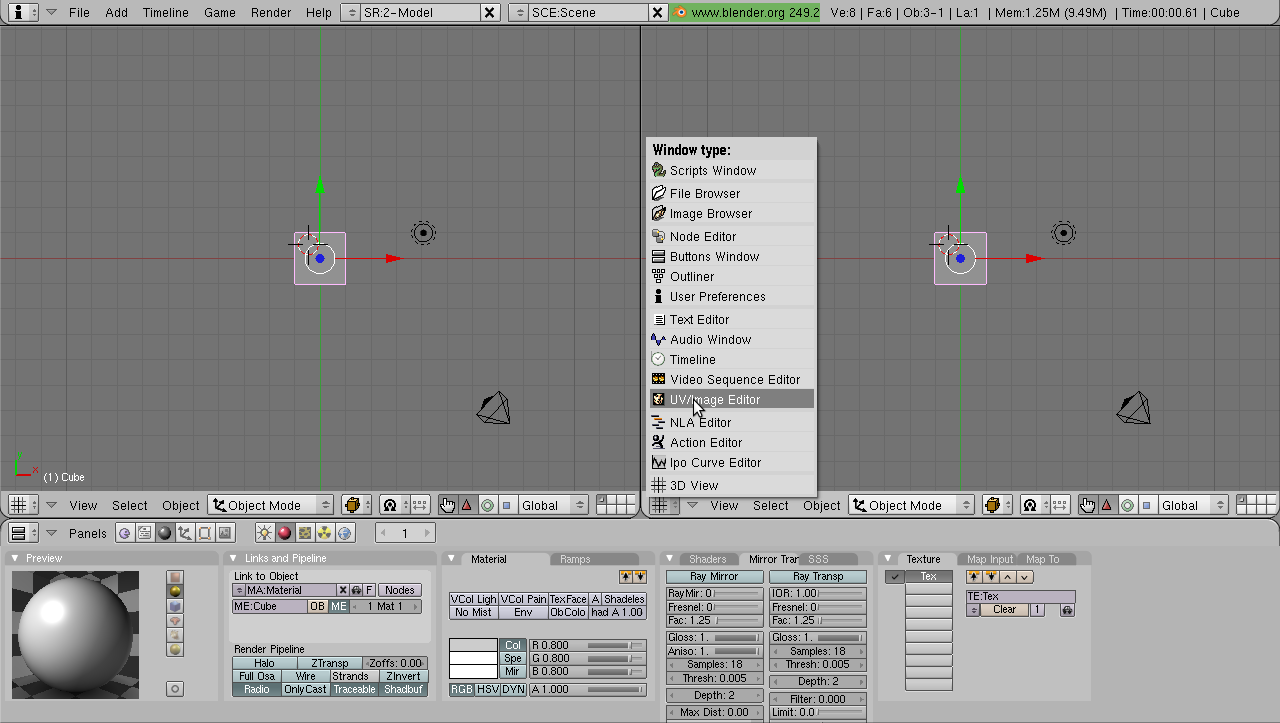 File Add Timeline Game Render Help SR:2-Model SCE:Scene www.blender.org 249.2 Ve:8 | Fa:6 | Ob:3-1 | La:1 | Mem:1.25M (9.49M) | Time:00:00.61 | Cube
Window type:
Scripts Window
File Browser
Image Browser
Node Editor
Buttons Window
Outliner
User Preferences
Text Editor
Audio Window
Timeline
Video Sequence Editor
UV/Image Editor
NLA Editor
Action Editor
Ipo Curve Editor
3D View
x
(1) Cube
View Select Object Object Mode Global
View Select Object Object Mode Global
Panels 1
Preview
Links and Pipeline
Link to Object
MA:Material F Nodes
ME:Cube OB ME 1 Mat 1
Render Pipeline
Halo ZTransp Zoffs: 0.00
Full Osa Wire Strands ZInvert
Radio OnlyCast Traceable Shadbuf
Material Ramps
VCol Ligh VCol Pain TexFace A Shadeles
No Mist Env ObColo had A 1.00
Col R 0.800
Spe G 0.800
Mir B 0.800
RGB HSV DYN A 1.000
Shaders Mirror Tran SSS
Ray Mirror Ray Transp
RayMir: 0 IOR: 1.00
Fresnel: 0 Fresnel: 0
Fac: 1.25 Fac: 1.25
Gloss: 1. Gloss: 1.
Aniso: 1. Samples: 18
Samples: 18 Thresh: 0.005
Thresh: 0.005 Depth: 2
Depth: 2 Filter: 0.000
Max Dist: 0.00 Limit: 0.0
Texture Map Input Map To
Tex
TE:Tex
Clear 1